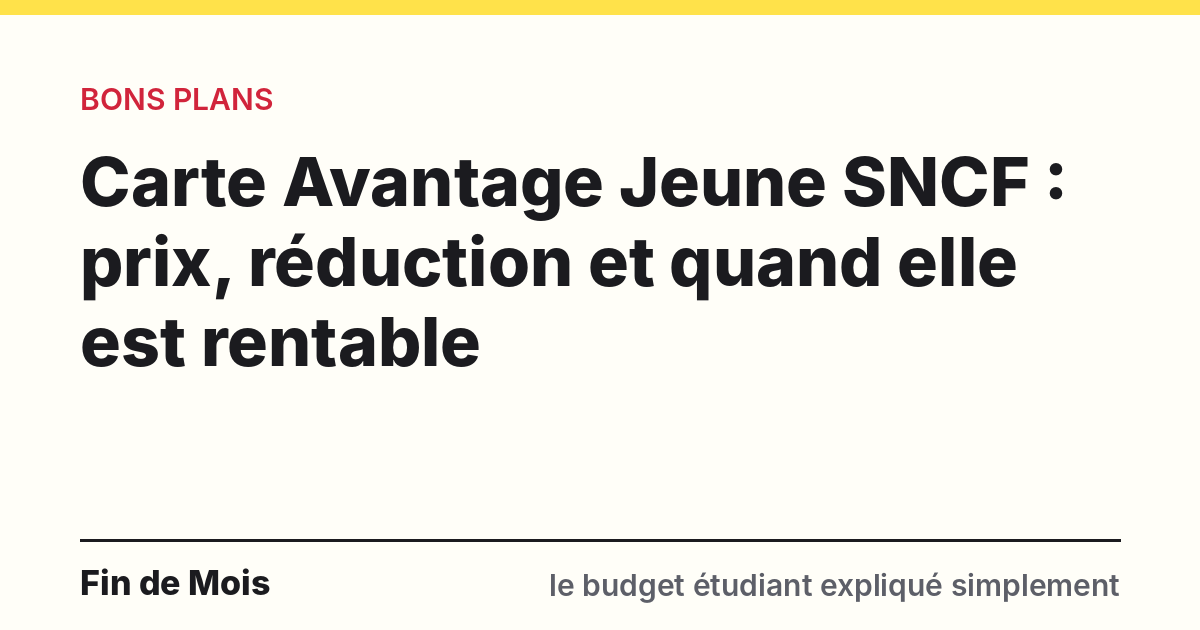 BONS PLANS
Carte Avantage Jeune SNCF :
prix, réduction et quand elle
est rentable
Fin de Mois
le budget étudiant expliqué simplement